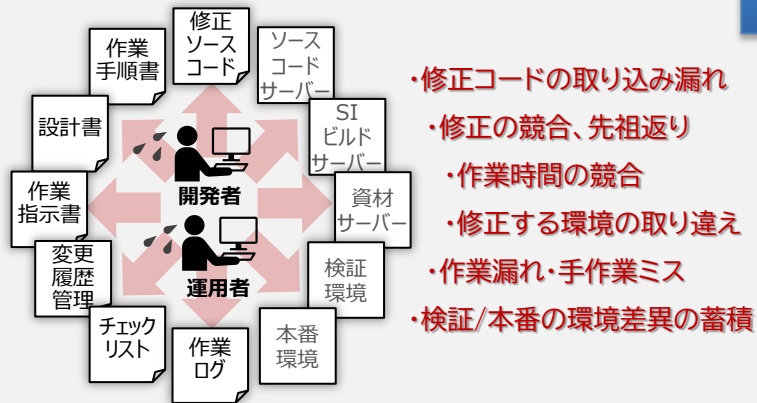 修正
ソース
コード
ソース
コード
サーバー
SI
ビルド
サーバー
資材
サーバー
検証
環境
本番
環境
作業
ログ
チェック
リスト
変更
履歴
管理
作業
指示書
設計書
作業
手順書
開発者
運用者
・修正コードの取り込み漏れ
・修正の競合、先祖返り
・作業時間の競合
・修正する環境の取り違え
・作業漏れ・手作業ミス
・検証/本番の環境差異の蓄積